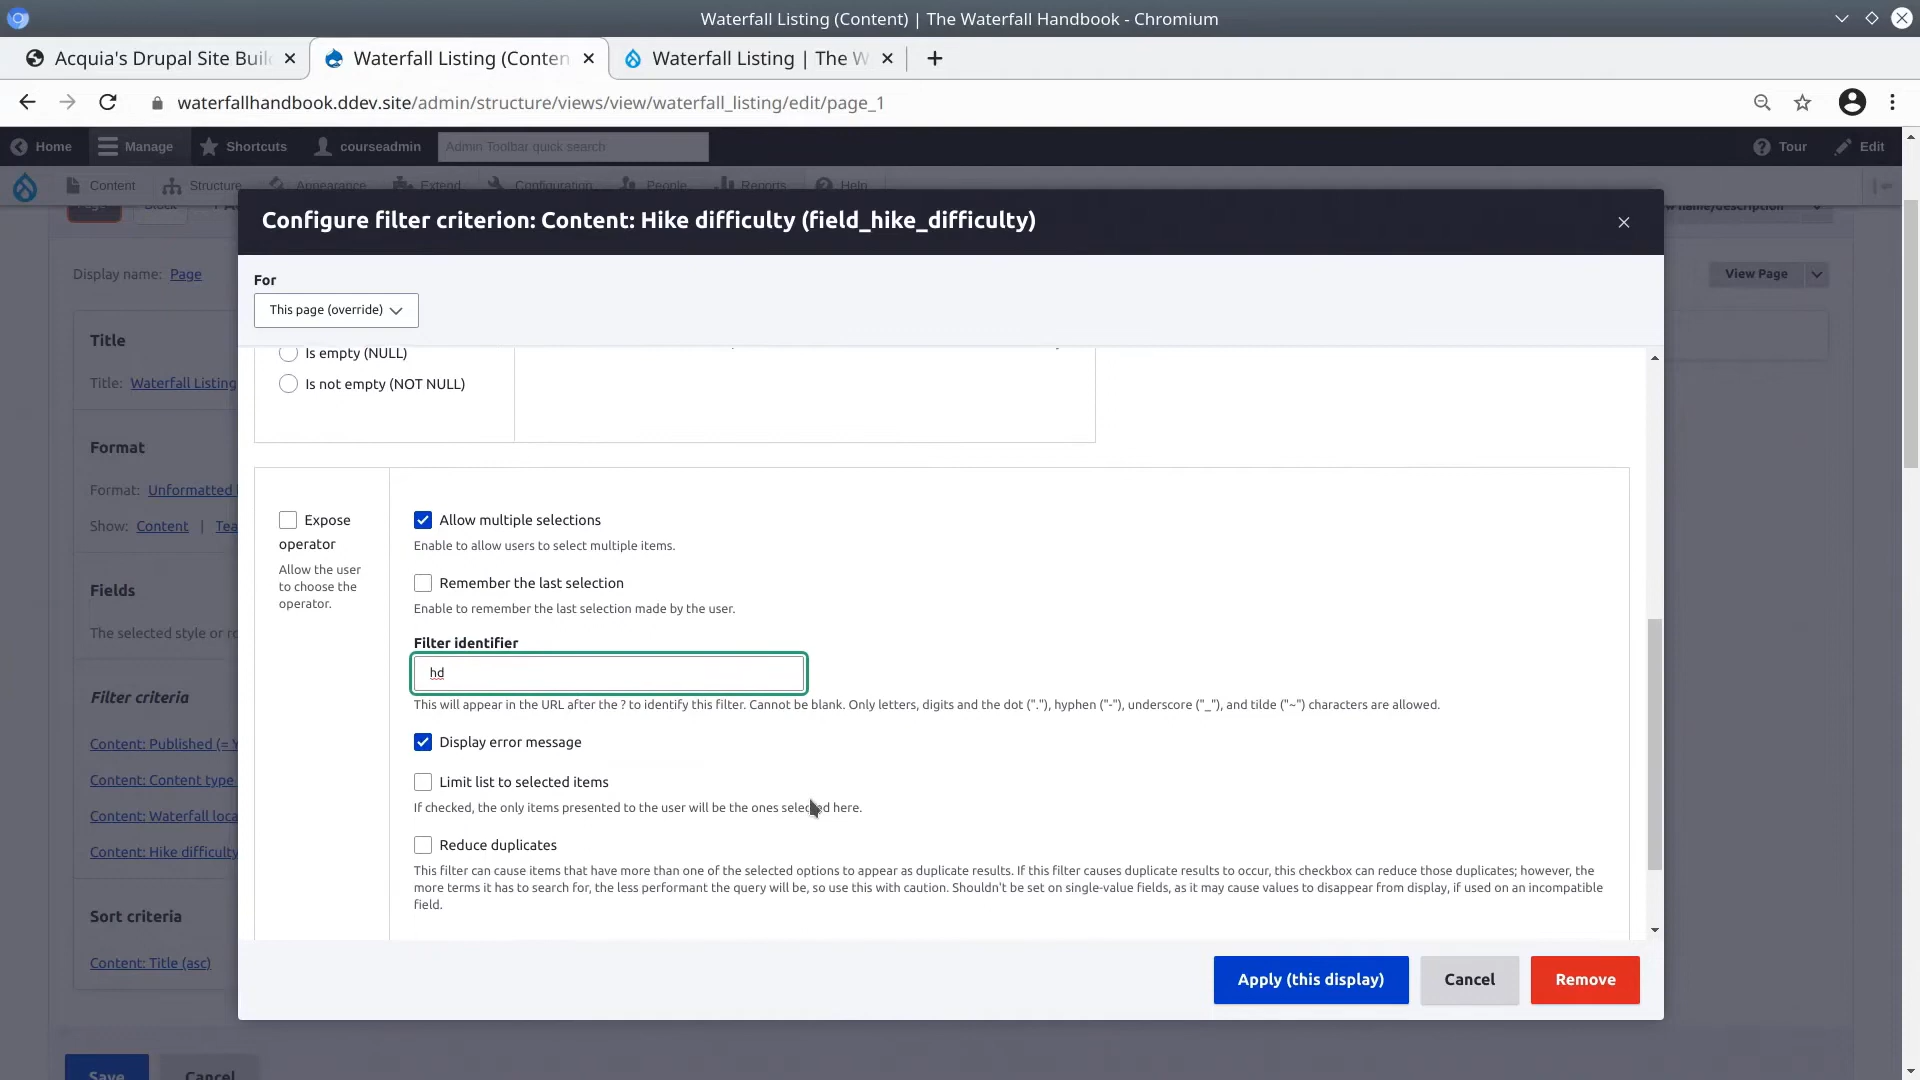 Waterfall Listing (Content) | The Waterfall Handbook - Chromium
Acquia's Drupal Site Buil
Waterfall Listing (Conten
Waterfall Listing | The W
waterfallhandbook.ddev.site/admin/structure/views/view/waterfall_listing/edit/page_1
Home
Manage
Shortcuts
courseadmin
Admin Toolbar quick search
Tour
Edit
Content
Structure
Appearance
Extend
Configuration
People
Reports
Help
Configure filter criterion: Content: Hike difficulty (field_hike_difficulty)
For
This page (override)
Display name: Page
View Page
Title
Title: Waterfall Listing
Format
Format: Unformatted
Show: Content | Tea
Fields
The selected style or ro
Filter criteria
Content: Published (= Y
Content: Content type
Content: Waterfall loca
Content: Hike difficulty
Sort criteria
Content: Title (asc)
Save
Cancel
Is empty (NULL)
Is not empty (NOT NULL)
Expose
operator
Allow the user
to choose the
operator.
Allow multiple selections
Enable to allow users to select multiple items.
Remember the last selection
Enable to remember the last selection made by the user.
Filter identifier
hd
This will appear in the URL after the ? to identify this filter. Cannot be blank. Only letters, digits and the dot ("."), hyphen ("-"), underscore ("_"), and tilde ("~") characters are allowed.
Display error message
Limit list to selected items
If checked, the only items presented to the user will be the ones selected here.
Reduce duplicates
This filter can cause items that have more than one of the selected options to appear as duplicate results. If this filter causes duplicate results to occur, this checkbox can reduce those duplicates; however, the
more terms it has to search for, the less performant the query will be, so use this with caution. Shouldn't be set on single-value fields, as it may cause values to disappear from display, if used on an incompatible
field.
Apply (this display)
Cancel
Remove